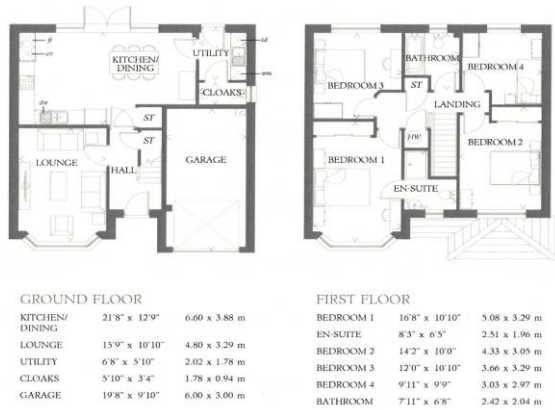 ff
ov
KITCHEN/
DINING
UTILITY
td
wm
CLOAKS
dw
ST
ST
LOUNGE
HALL
GARAGE
BATHROOM
BEDROOM 3
BEDROOM 4
ST
LANDING
HW
BEDROOM 1
BEDROOM 2
EN-SUITE
GROUND FLOOR
KITCHEN/ 21'8" x 12'9" 6.60 x 3.88 m
DINING
LOUNGE 15'9" x 10'10" 4.80 x 3.29 m
UTILITY 6'8" x 5'10" 2.02 x 1.78 m
CLOAKS 5'10" x 3'4" 1.78 x 0.94 m
GARAGE 19'8" x 9'10" 6.00 x 3.00 m
FIRST FLOOR
BEDROOM 1 16'8" x 10'10" 5.08 x 3.29 m
EN-SUITE 8'3" x 6'5" 2.51 x 1.96 m
BEDROOM 2 14'2" x 10'0" 4.33 x 3.05 m
BEDROOM 3 12'0" x 10'10" 3.66 x 3.29 m
BEDROOM 4 9'11" x 9'9" 3.03 x 2.97 m
BATHROOM 7'11" x 6'8" 2.42 x 2.04 m